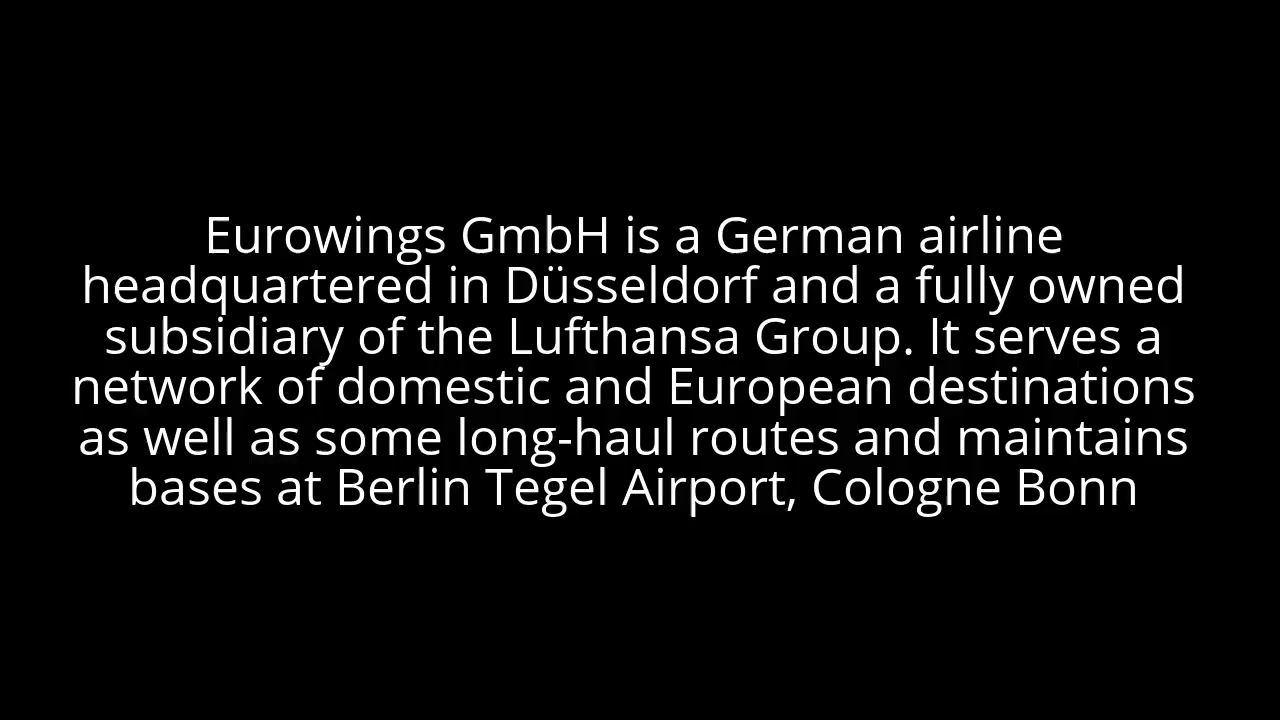 Eurowings GmbH is a German airline
headquartered in Düsseldorf and a fully owned
subsidiary of the Lufthansa Group. It serves a
network of domestic and European destinations
as well as some long-haul routes and maintains
bases at Berlin Tegel Airport, Cologne Bonn